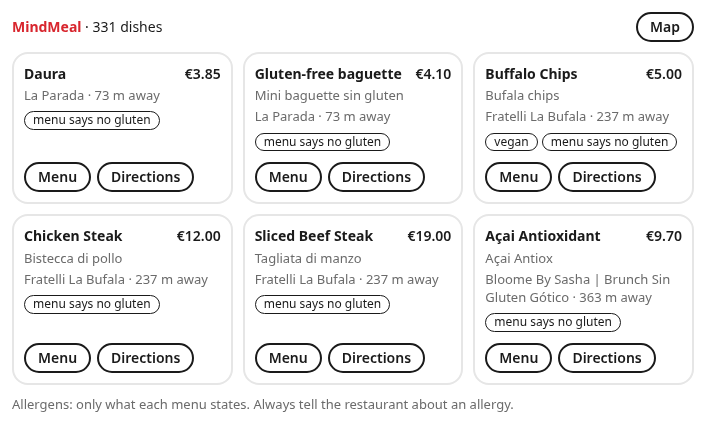 MindMeal · 331 dishes
Map
Daura €3.85
La Parada · 73 m away
menu says no gluten
Menu Directions
Gluten-free baguette €4.10
Mini baguette sin gluten
La Parada · 73 m away
menu says no gluten
Menu Directions
Buffalo Chips €5.00
Bufala chips
Fratelli La Bufala · 237 m away
vegan menu says no gluten
Menu Directions
Chicken Steak €12.00
Bistecca di pollo
Fratelli La Bufala · 237 m away
menu says no gluten
Menu Directions
Sliced Beef Steak €19.00
Tagliata di manzo
Fratelli La Bufala · 237 m away
menu says no gluten
Menu Directions
Açai Antioxidant €9.70
Açai Antiox
Bloome By Sasha | Brunch Sin
Gluten Gótico · 363 m away
menu says no gluten
Menu Directions
Allergens: only what each menu states. Always tell the restaurant about an allergy.